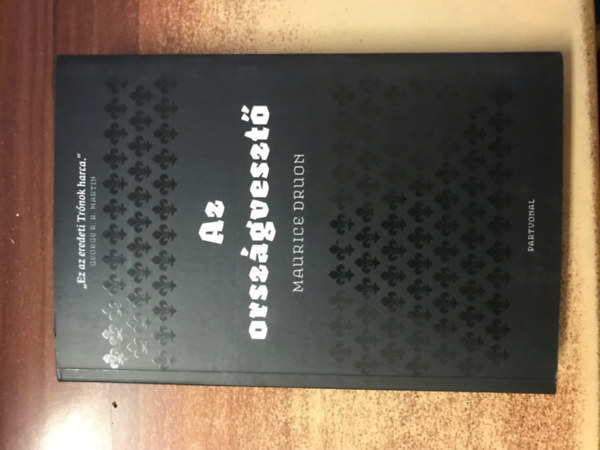 „Ez az eredeti Trónok harca."
GEORGE R. R. MARTIN
Az
országvesztő
MAURICE DRUON
PARTVONAL